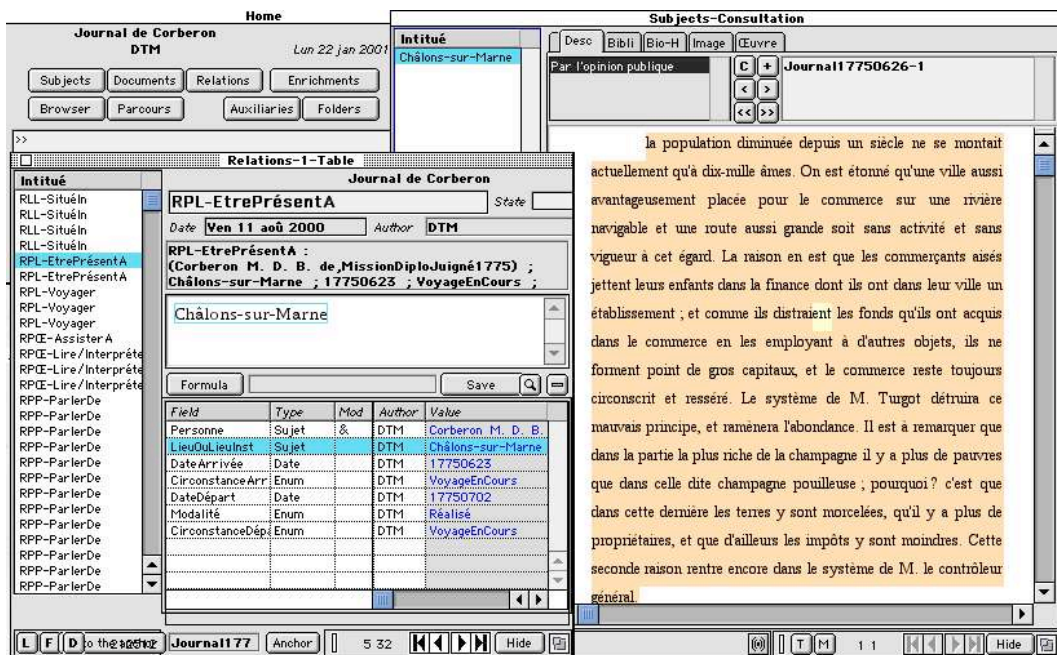 Home
Journal de Corberon
DTM
Lun 22 jan 2001
Subjects
Documents
Relations
Enrichments
Browser
Parcours
Auxiliaries
Folders
>>
Subjects-Consultation
Intitué
Châlons-sur-Marne
Desc
Bibli
Bio-H
Image
Œuvre
Par l'opinion publique
C
+
<
>
<<
>>
Journal17750626-1
la population diminuée depuis un siècle ne se montait
actuellement qu'à dix-mille âmes. On est étonné qu'une ville aussi
avantageusement placée pour le commerce sur une rivière
navigable et une route aussi grande soit sans activité et sans
vigueur à cet égard. La raison en est que les commerçants aisés
jettent leurs enfants dans la finance dont ils ont dans leur ville un
établissement ; et comme ils distraient les fonds qu'ils ont acquis
dans le commerce en les employant à d'autres objets, ils ne
forment point de gros capitaux, et le commerce reste toujours
circonscrit et resséré. Le système de M. Turgot détruira ce
mauvais principe, et ramènera l'abondance. Il est à remarquer que
dans la partie la plus riche de la champagne il y a plus de pauvres
que dans celle dite champagne pouilleuse ; pourquoi? c'est que
dans cette dernière les terres y sont morcelées, qu'il y a plus de
propriétaires, et que d'ailleurs les impôts y sont moindres. Cette
seconde raison rentre encore dans le système de M. le contrôleur
général.
T
M
1 1
Hide
Relations-1-Table
Intitué
RLL-SituéIn
RLL-SituéIn
RLL-SituéIn
RLL-SituéIn
RPL-EtrePrésentA
RPL-EtrePrésentA
RPL-Voyager
RPL-Voyager
RPL-Voyager
RPŒ-AssisterA
RPŒ-Lire/Interpréte
RPŒ-Lire/Interpréte
RPŒ-Lire/Interpréte
RPP-ParlerDe
RPP-ParlerDe
RPP-ParlerDe
RPP-ParlerDe
RPP-ParlerDe
RPP-ParlerDe
RPP-ParlerDe
RPP-ParlerDe
RPP-ParlerDe
RPP-ParlerDe
RPP-ParlerDe
Journal de Corberon
RPL-EtrePrésentA
State
Date Ven 11 aoû 2000 Author DTM
RPL-EtrePrésentA :
(Corberon M. D. B. de,MissionDiploJuigné1775) ;
Châlons-sur-Marne ; 17750623 ; VoyageEnCours ;
Châlons-sur-Marne
Formula
Save
Field Type Mod Author Value
Personne Sujet & DTM Corberon M. D. B.
LieuOuLieuInst Sujet DTM Châlons-sur-Marne
DateArrivée Date DTM 17750623
CirconstanceArr Enum DTM VoyageEnCours
DateDépart Date DTM 17750702
Modalité Enum DTM Réalisé
CirconstanceDépa Enum DTM VoyageEnCours
L
F
D
Journal177
Anchor
5 32
Hide